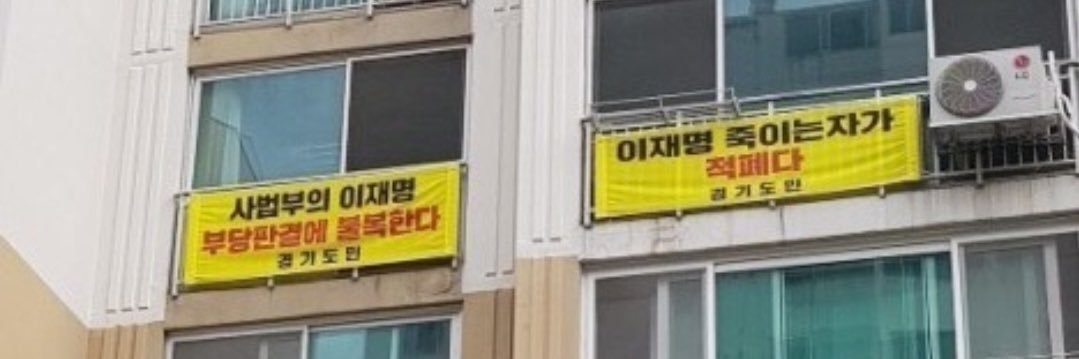 사법부의 이재명
부당판결에 불복한다
경기도민
이재명 죽이는자가
적폐다
경기도민
LG